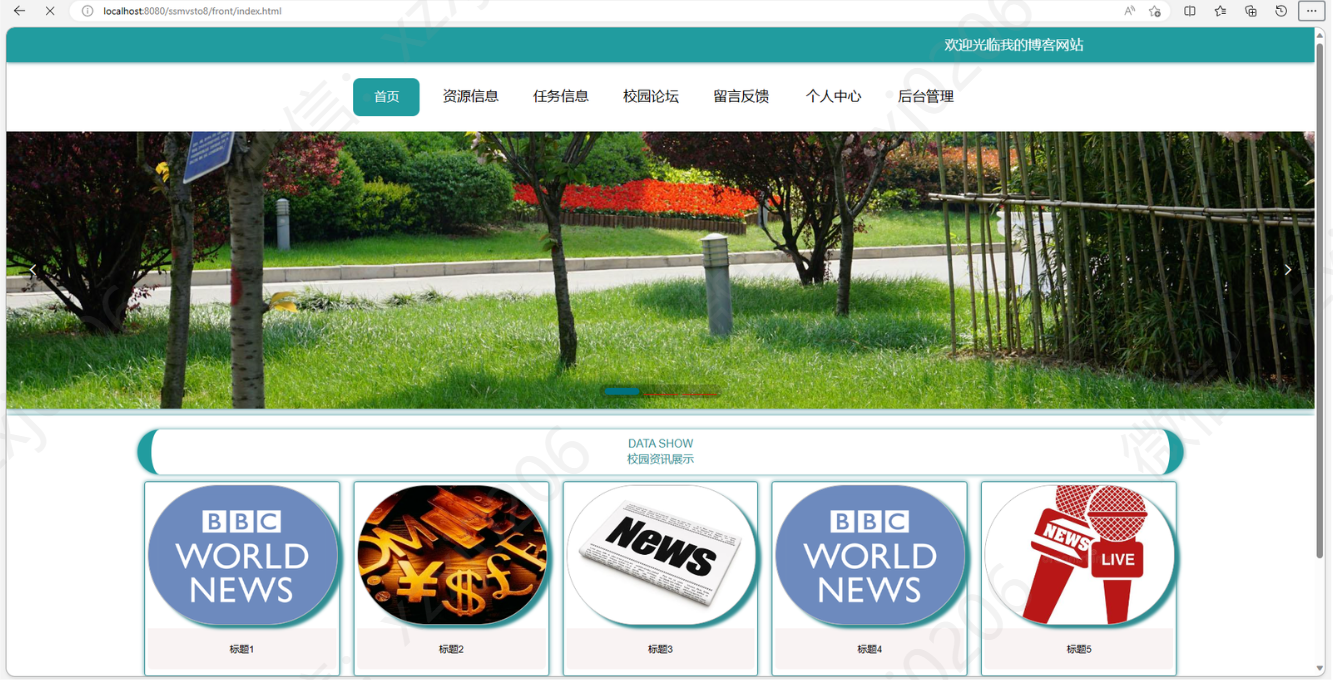 localhost:8080/ssmvsto8/front/index.html
欢迎光临我的博客网站
首页 资源信息 任务信息 校园论坛 留言反馈 个人中心 后台管理
DATA SHOW
校园资讯展示
BBC
WORLD
NEWS
News
BBC
WORLD
NEWS
NEWS
LIVE
标题1 标题2 标题3 标题4 标题5